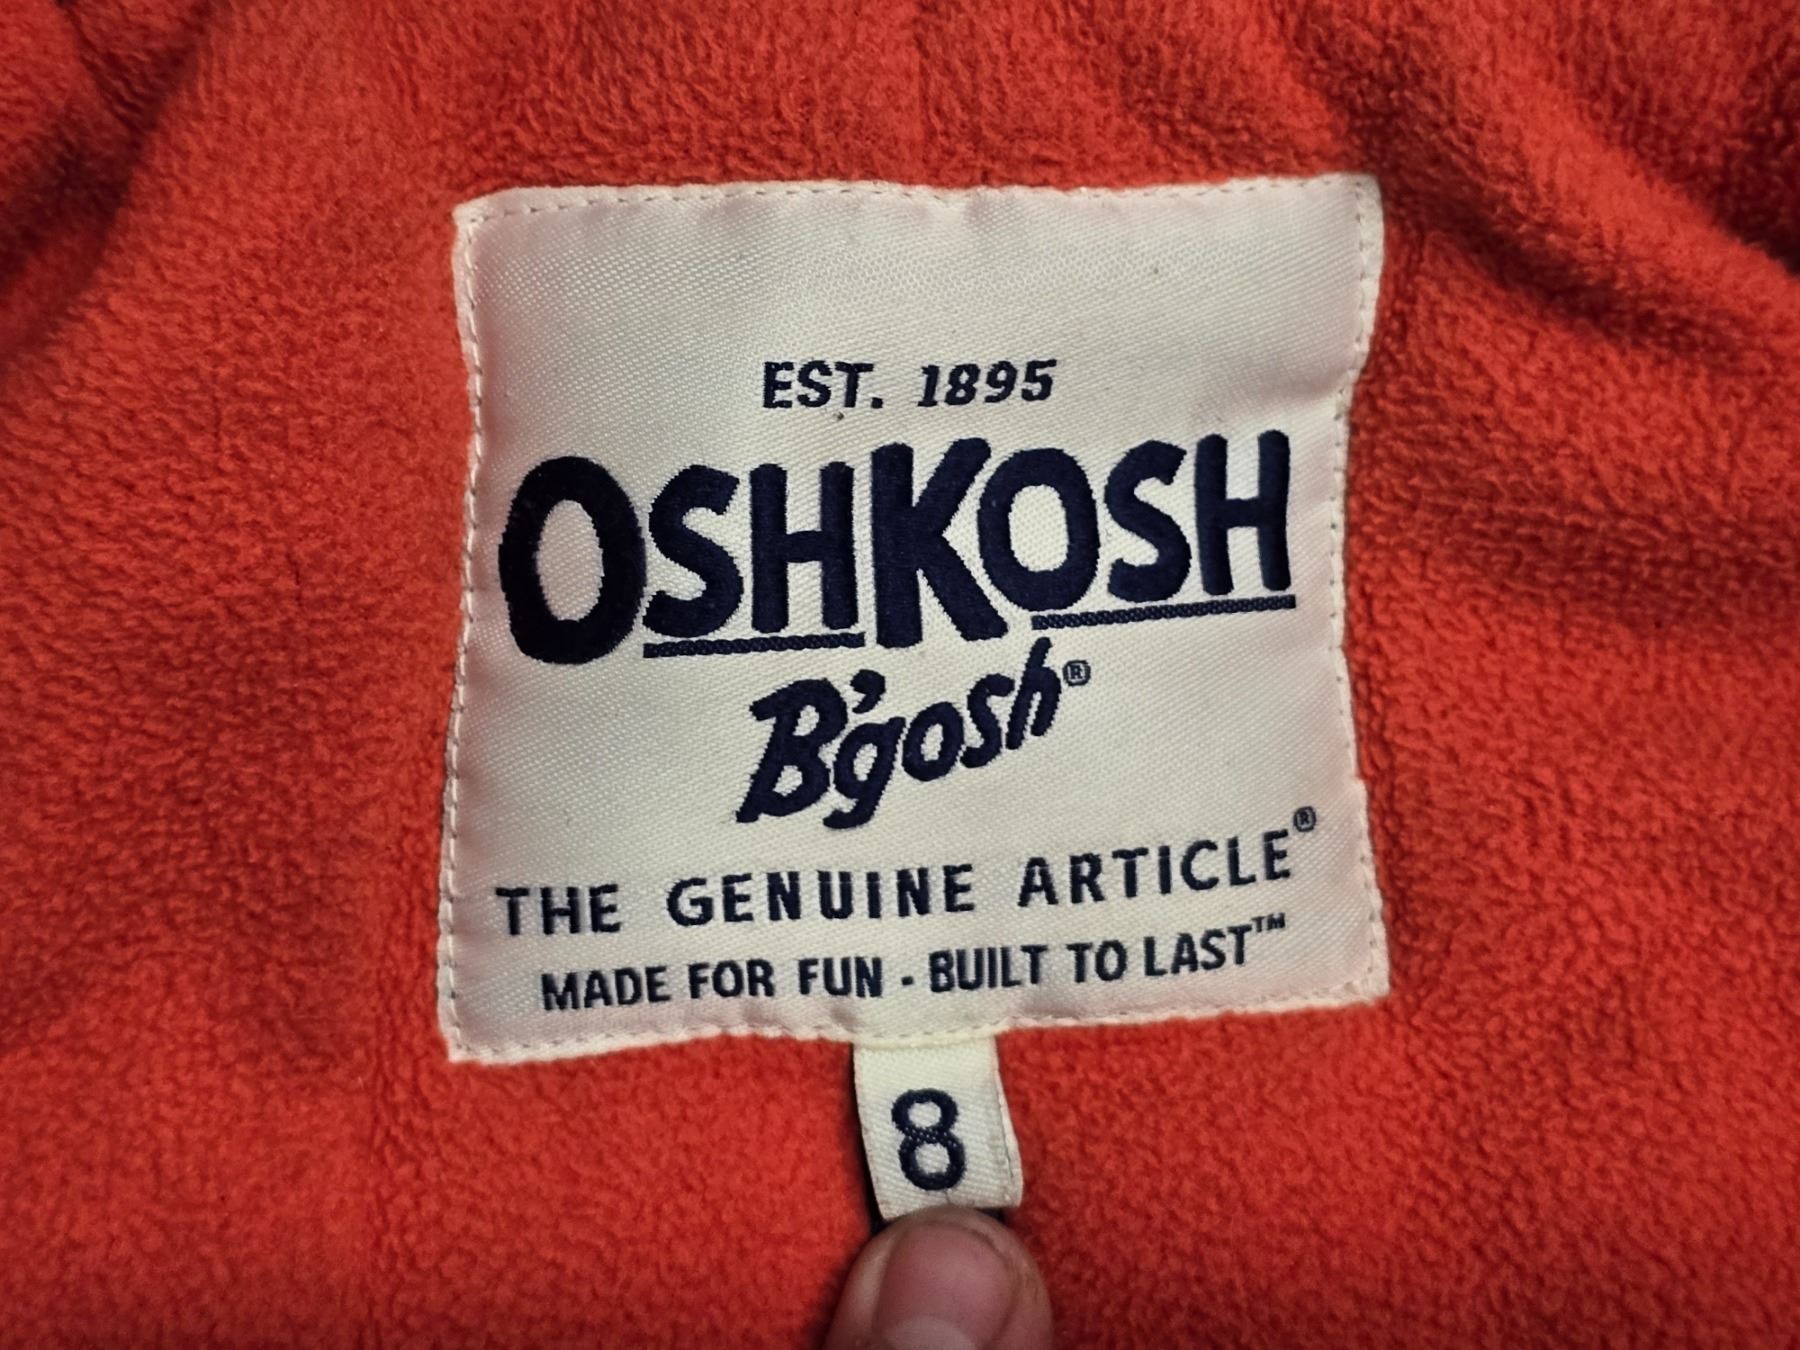 EST. 1895
OSHKOSH
B'gosh®
THE GENUINE ARTICLE®
MADE FOR FUN - BUILT TO LAST™
8